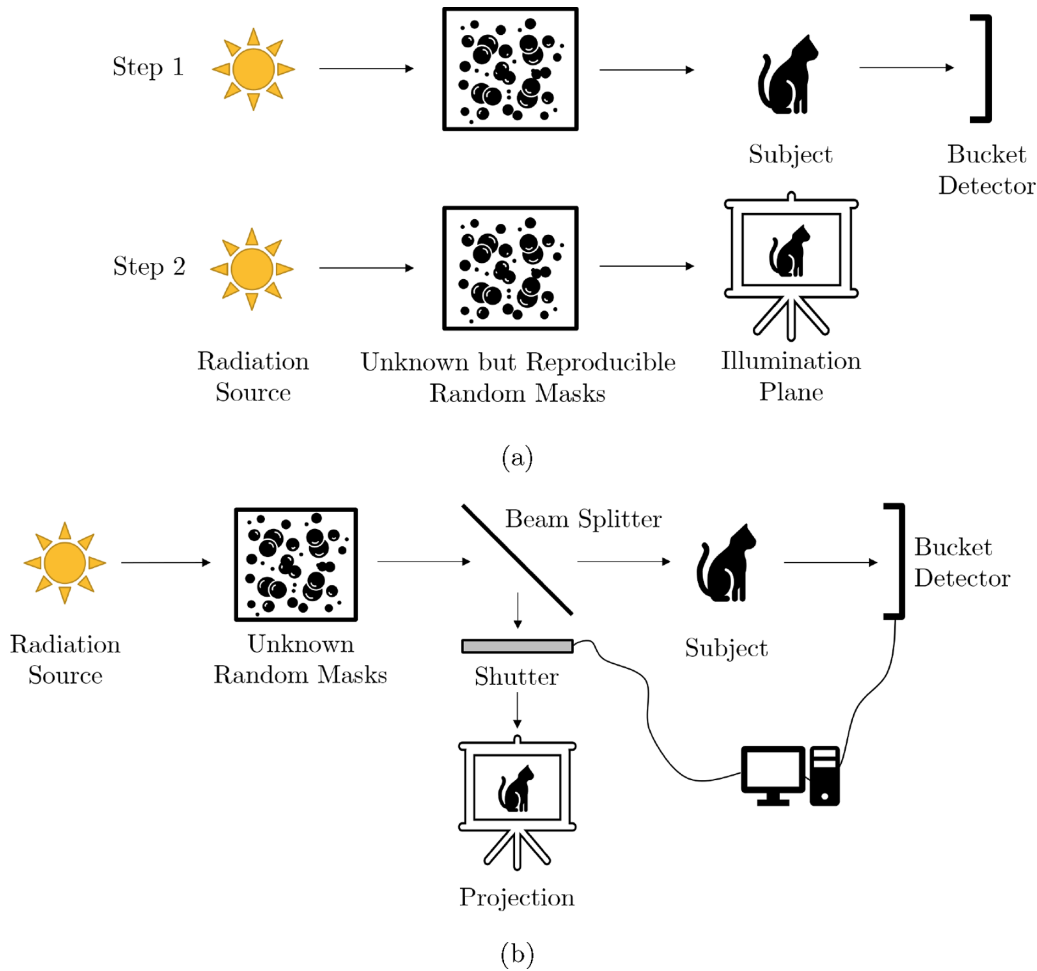 Step 1
Subject
Bucket
Detector
Step 2
Radiation
Source
Unknown but Reproducible
Random Masks
Illumination
Plane
(a)
Beam Splitter
Bucket
Detector
Radiation
Source
Unknown
Random Masks
Shutter
Subject
Projection
(b)